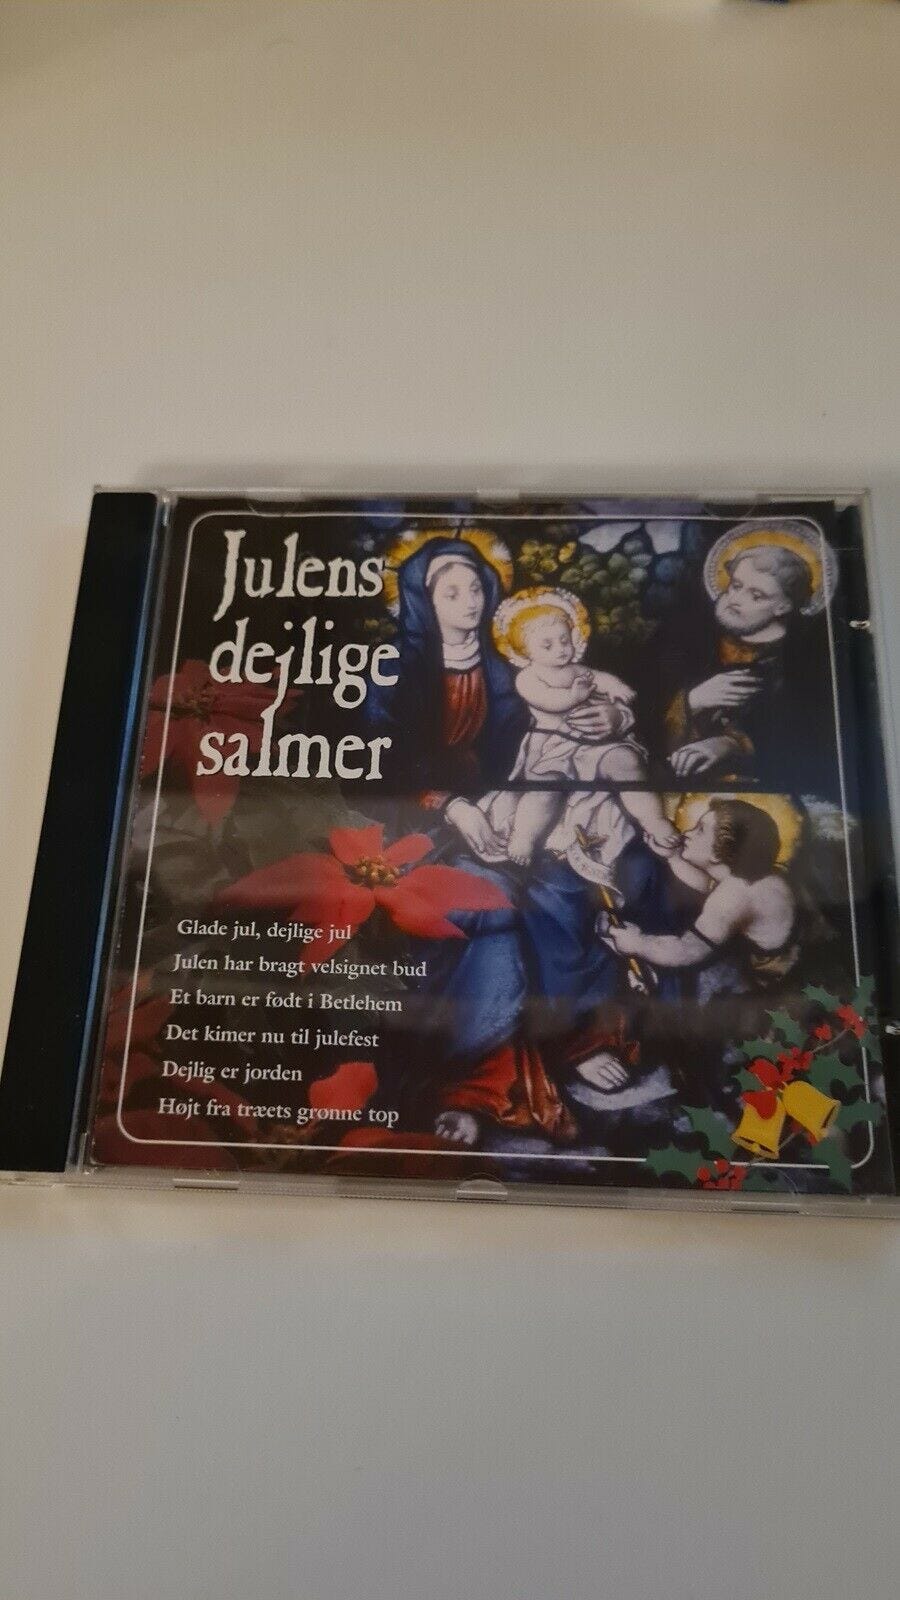 Julens
dejlige
salmer
Glade jul, dejlige jul
Julen har bragt velsignet bud
Et barn er født i Betlehem
Det kimer nu til julefest
Dejlig er jorden
Højt fra træets grønne top